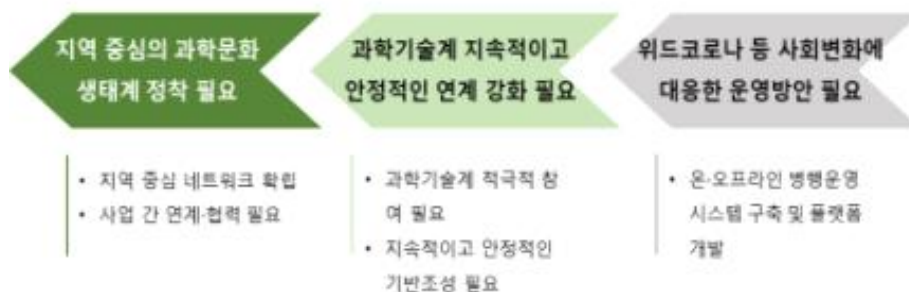 지역 중심의 과학문화
생태계 정착 필요
과학기술계 지속적이고
안정적인 연계 강화 필요
위드코로나 등 사회변화에
대응한 운영방안 필요
• 지역 중심 네트워크 확립
• 사업 간 연계·협력 필요
• 과학기술계 적극적 참
여 필요
• 지속적이고 안정적인
기반조성 필요
• 온·오프라인 병행운영
시스템 구축 및 플랫폼
개발